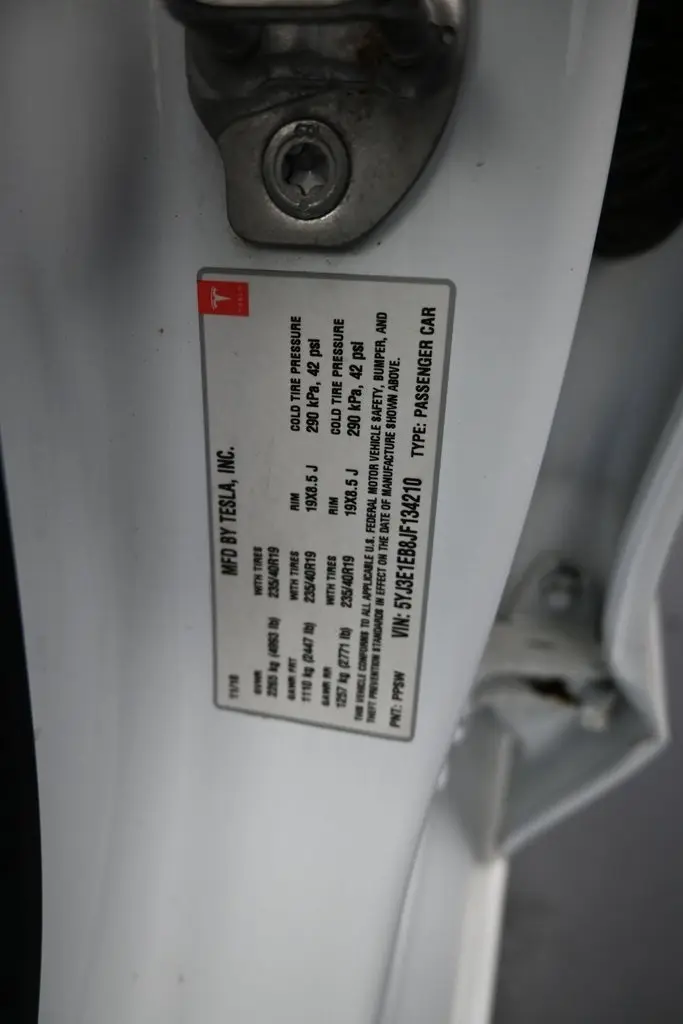 TESLA
MFD BY TESLA, INC.
11/18
GVWR WITH TIRES
2265 kg (4993 lb) 235/40R19
GAWR FRT WITH TIRES RIM COLD TIRE PRESSURE
1110 kg (2447 lb) 235/40R19 19X8.5 J 290 kPa, 42 psi
GAWR RR WITH TIRES RIM COLD TIRE PRESSURE
1257 kg (2771 lb) 235/40R19 19X8.5 J 290 kPa, 42 psi
THIS VEHICLE CONFORMS TO ALL APPLICABLE U.S. FEDERAL MOTOR VEHICLE SAFETY, BUMPER, AND
THEFT PREVENTION STANDARDS IN EFFECT ON THE DATE OF MANUFACTURE SHOWN ABOVE.
PNT: PPSW VIN: 5YJ3E1EB8JF134210 TYPE: PASSENGER CAR